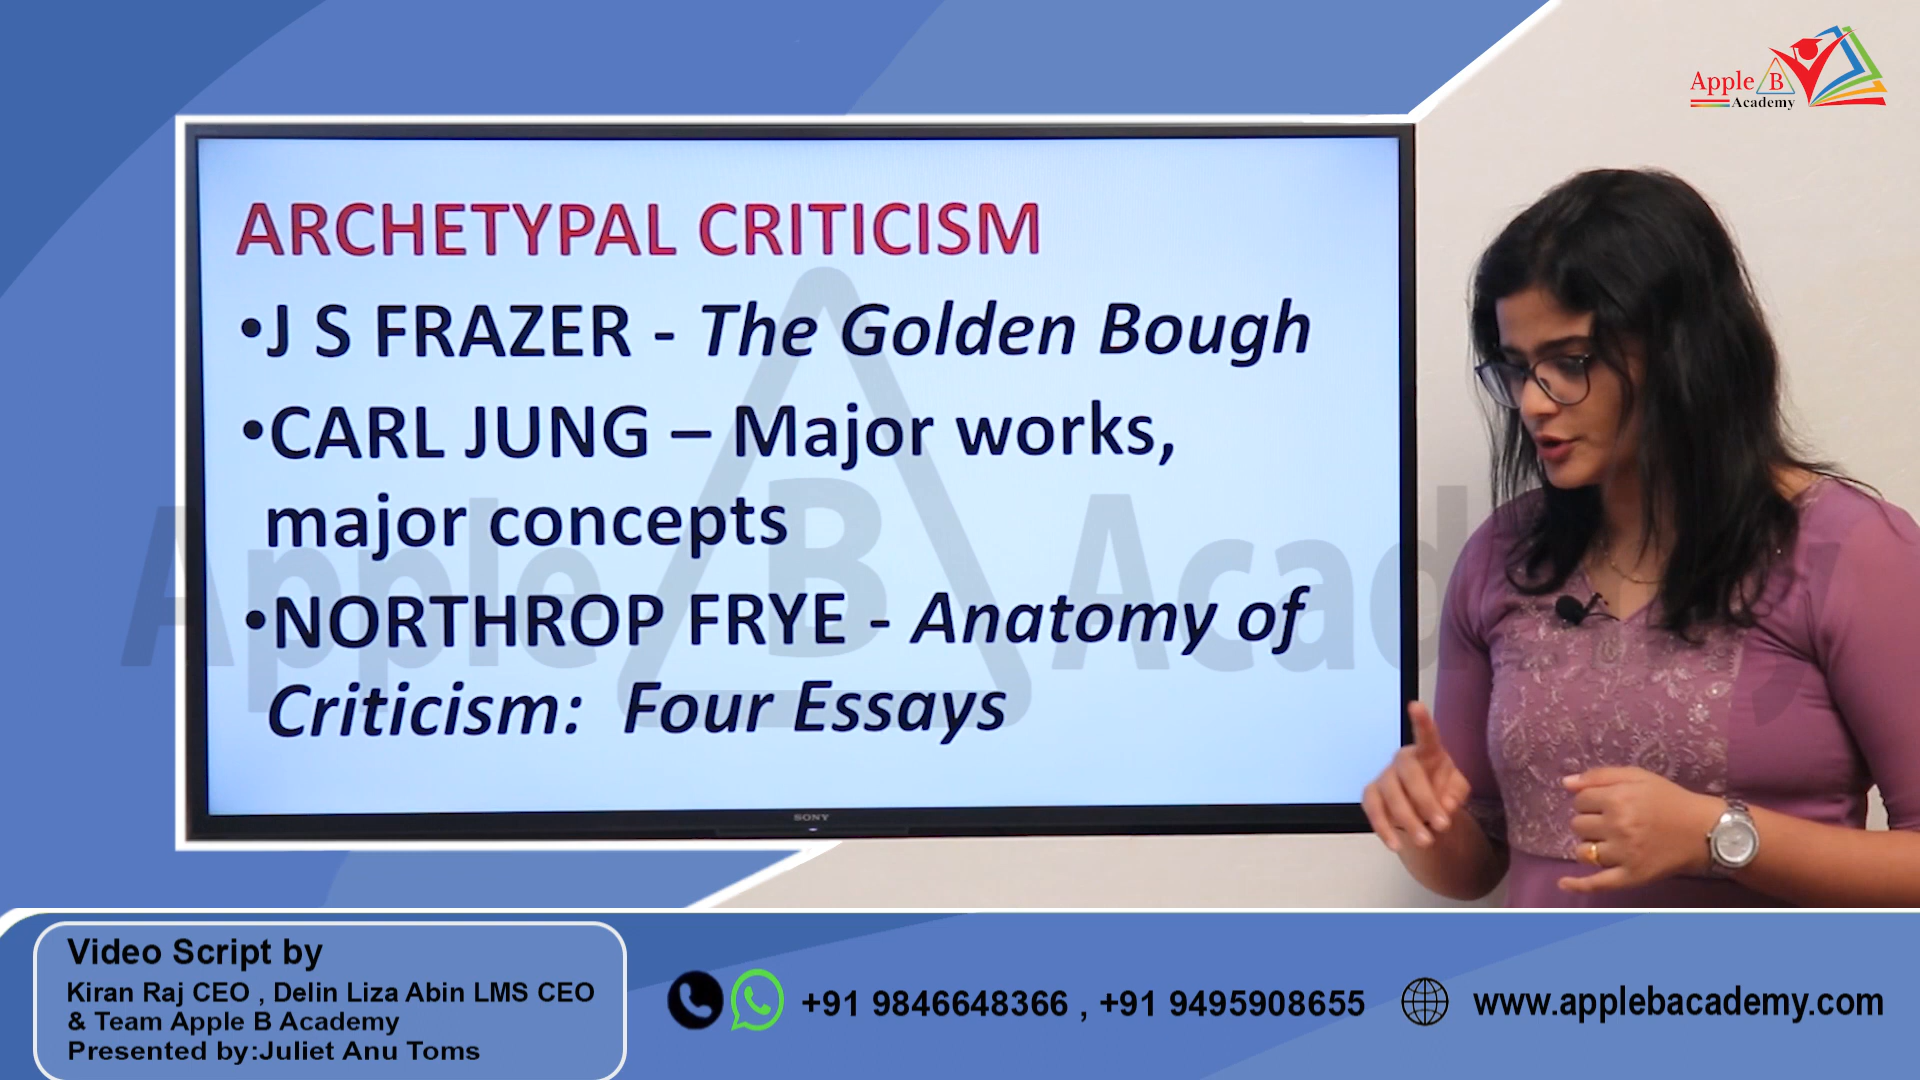 Apple B
Academy
ARCHETYPAL CRITICISM
•J S FRAZER - The Golden Bough
•CARL JUNG – Major works,
major concepts
•NORTHROP FRYE - Anatomy of
Criticism: Four Essays
Apple B Academy
SONY
Video Script by
Kiran Raj CEO , Delin Liza Abin LMS CEO
& Team Apple B Academy
Presented by:Juliet Anu Toms
+91 9846648366 , +91 9495908655
www.applebacademy.com